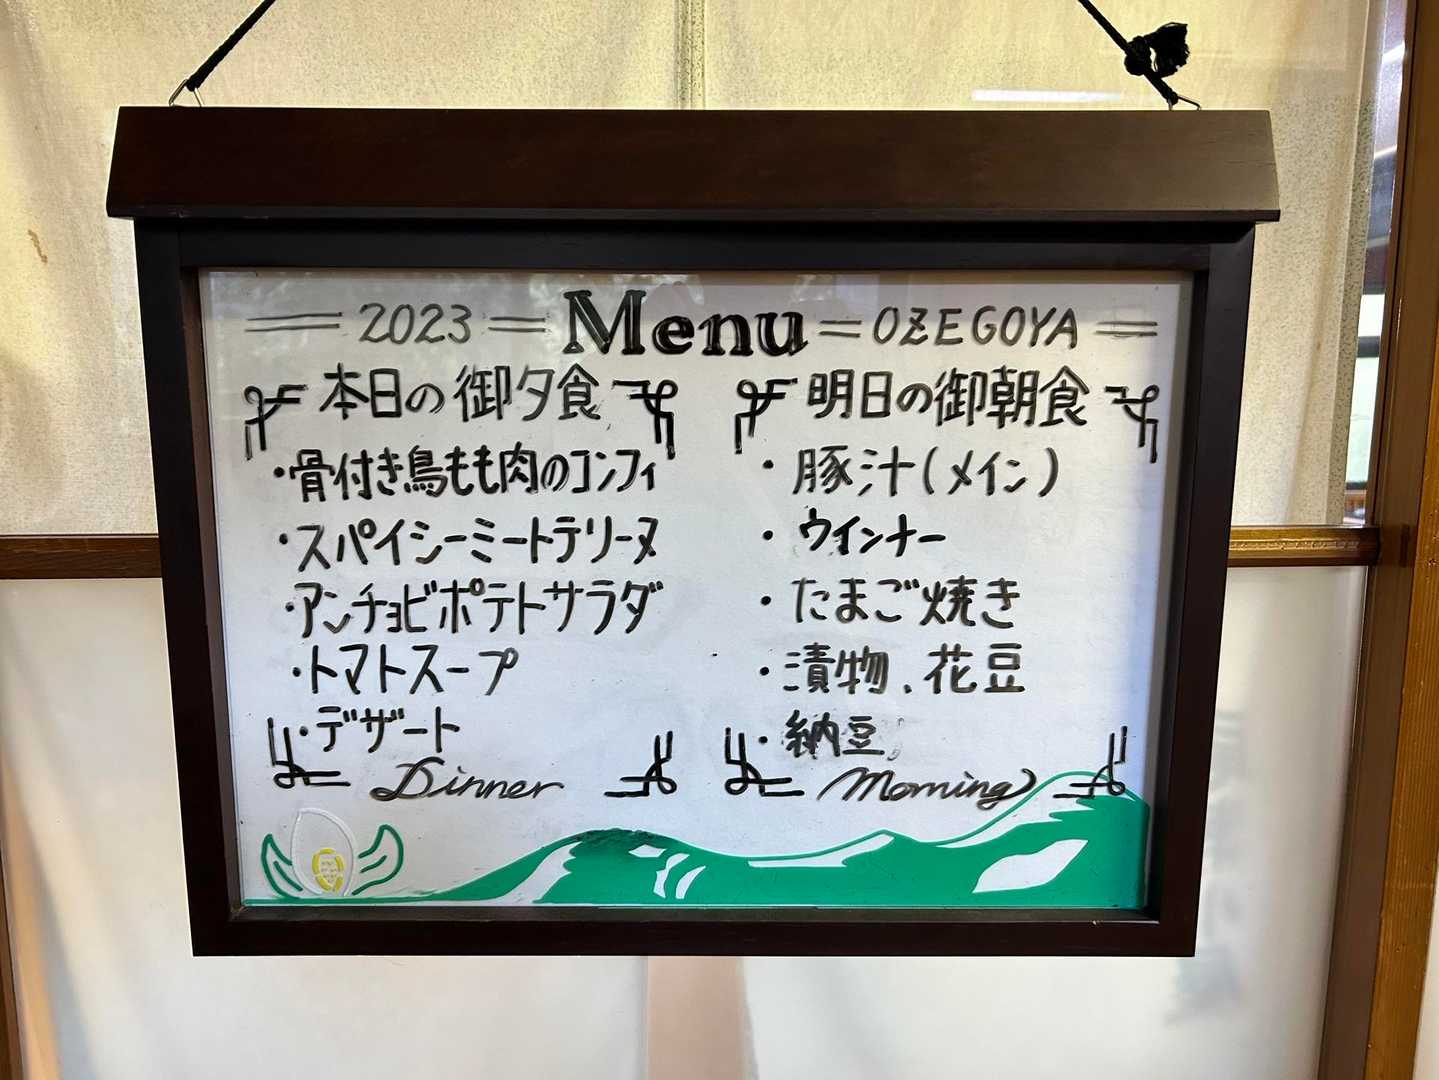 2023 Menu OZEGOYA
本日の御夕食
・骨付き鳥もも肉のコンフィ
・スパイシーミートテリーヌ
・アンチョビポテトサラダ
・トマトスープ
・デザート
Dinner
明日の御朝食
・豚汁(メイン)
・ウインナー
・たまご焼き
・漬物、花豆
・納豆
Morning